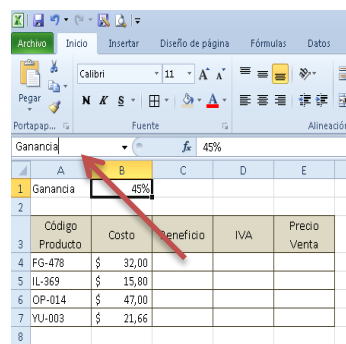 Archivo Inicio Insertar Diseño de página Fórmulas Datos
Calibri 11 A A
Pegar N K S A
Portapap... Fuente Alineación
Ganancia fx 45%
A B C D E
1 Ganancia 45%
2
3 Código Producto Costo Beneficio IVA Precio Venta
4 FG-478 $ 32,00
5 IL-369 $ 15,80
6 OP-014 $ 47,00
7 YU-003 $ 21,66
8